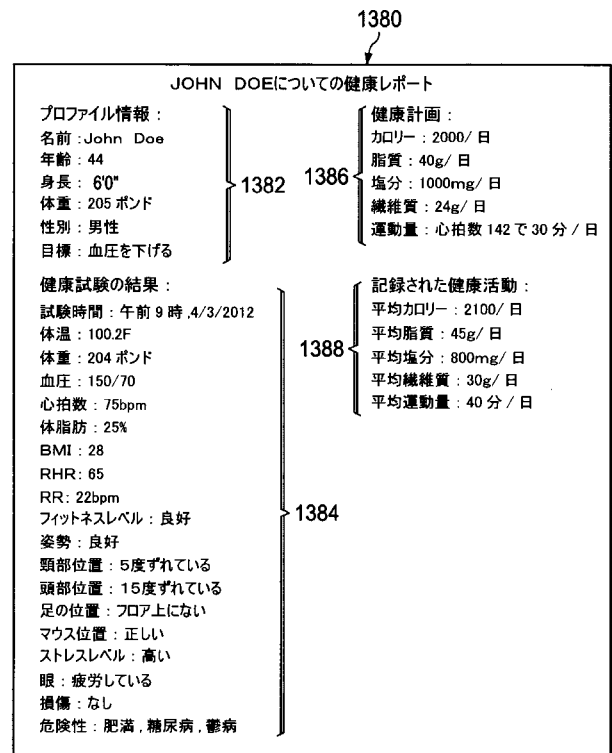 1380
JOHN DOEについての健康レポート
プロファイル情報：
名前：John Doe
年齢：44
身長：6'0"
体重：205ポンド
性別：男性
目標：血圧を下げる
1382
健康試験の結果：
試験時間：午前9時,4/3/2012
体温：100.2F
体重：204ポンド
血圧：150/70
心拍数：75bpm
体脂肪：25%
BMI：28
RHR：65
RR：22bpm
フィットネスレベル：良好
姿勢：良好
頸部位置：5度ずれている
頭部位置：15度ずれている
足の位置：フロア上にない
マウス位置：正しい
ストレスレベル：高い
眼：疲労している
損傷：なし
危険性：肥満,糖尿病,鬱病
1384
1386
健康計画：
カロリー：2000/日
脂質：40g/日
塩分：1000mg/日
繊維質：24g/日
運動量：心拍数142で30分/日
1388
記録された健康活動：
平均カロリー：2100/日
平均脂質：45g/日
平均塩分：800mg/日
平均繊維質：30g/日
平均運動量：40分/日